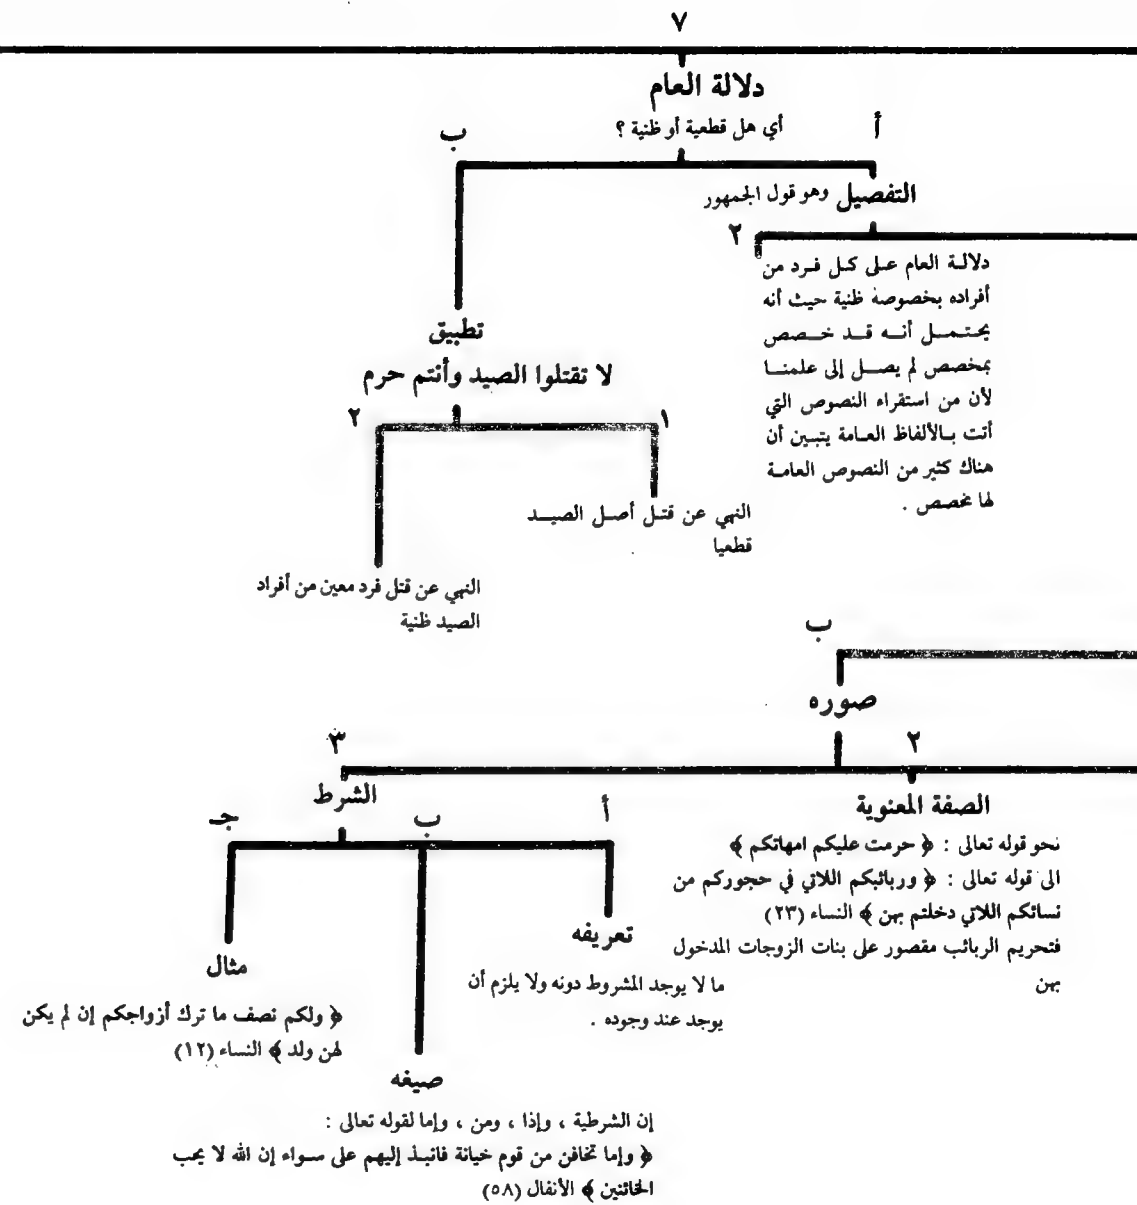 ٧
دلالة العام
أي هل قطعية أو ظنية ؟
أ
ب
التفصيل وهو قول الجمهور
٢
دلالة العام على كل فرد من
أفراده بخصوصة ظنية حيث أنه
يحتمل أنه قد خصص
بمخصص لم يصل إلى علمنا
لأن من استقراء النصوص التي
أتت بالألفاظ العامة يتبين أن
هناك كثير من النصوص العامة
لها مخصص .
تطبيق
لا تقتلوا الصيد وأنتم حرم
١
٢
النهي عن قتل أصل الصيد
قطعيا
النهي عن قتل فرد معين من أفراد
الصيد ظنية
ب
صوره
٢
٣
الصفة المعنوية
نحو قوله تعالى : ﴿ حرمت عليكم امهاتكم ﴾
الى قوله تعالى : ﴿ وربائبكم اللاتي في حجوركم من
نسائكم اللاتي دخلتم بهن ﴾ النساء (٢٣)
فتحريم الربائب مقصور على بنات الزوجات المدخول
بهن
الشرط
أ
ب
جـ
تعريفه
ما لا يوجد المشروط دونه ولا يلزم أن
يوجد عند وجوده .
صيغه
إن الشرطية ، وإذا ، ومن ، وإما لقوله تعالى :
﴿ وإما تخافن من قوم خيانة فانبذ إليهم على سواء إن الله لا يحب
الخائنين ﴾ الأنفال (٥٨)
مثال
﴿ ولكم نصف ما ترك أزواجكم إن لم يكن
لهن ولد ﴾ النساء (١٢)